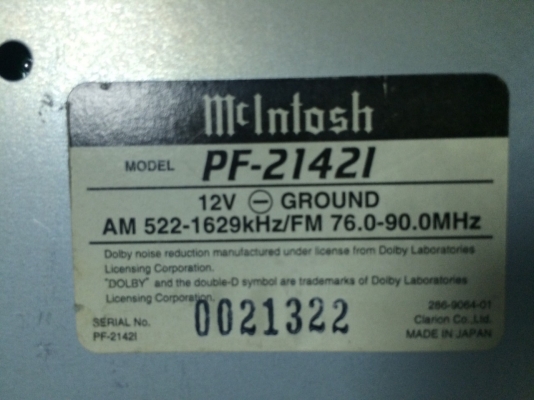 McIntosh
MODEL PF-2142I
12V ⊖ GROUND
AM 522-1629kHz/FM 76.0-90.0MHz
Dolby noise reduction manufactured under license from Dolby Laboratories
Licensing Corporation.
"DOLBY" and the double-D symbol are trademarks of Dolby Laboratories
Licensing Corporation.
286-9064-01
SERIAL No. 0021322 Clarion Co.,Ltd.
PF-2142I MADE IN JAPAN